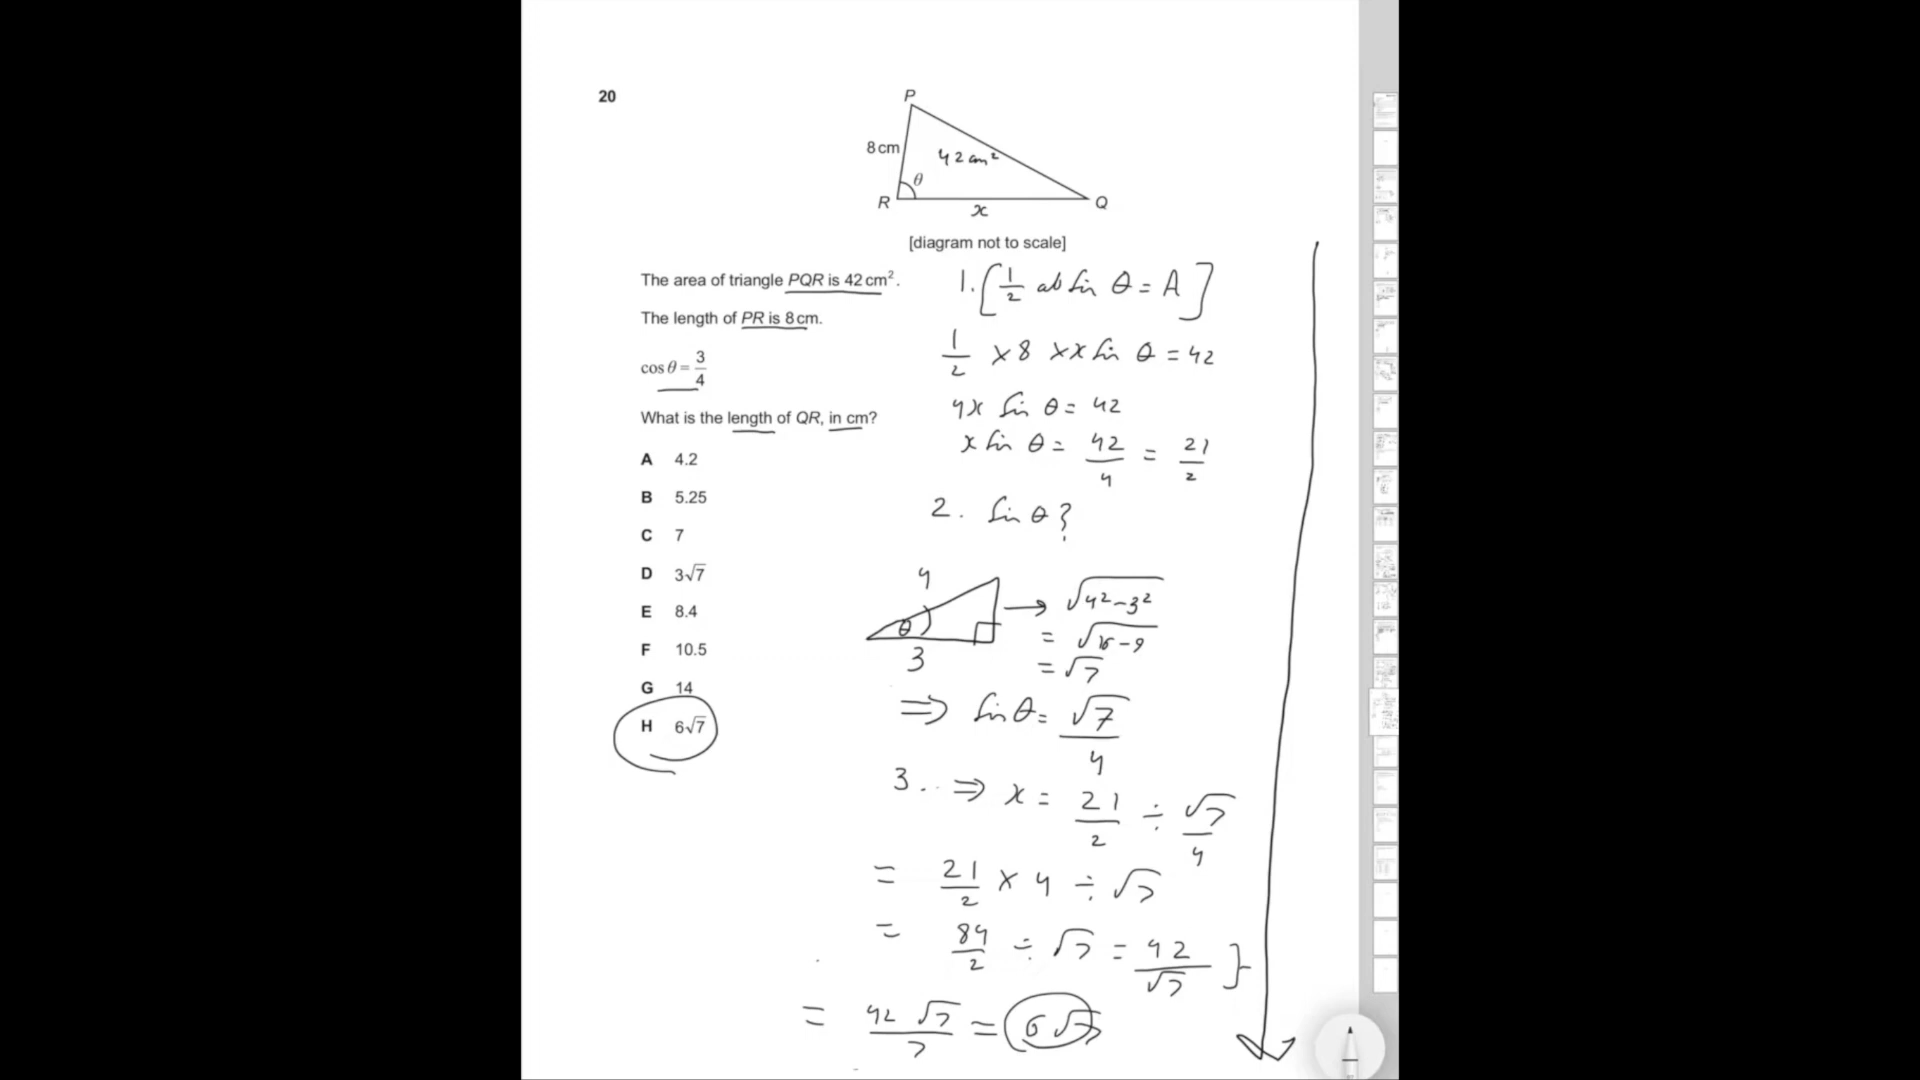 20
P
8 cm
42 cm²
θ
R
x
Q
[diagram not to scale]
The area of triangle PQR is 42 cm².
The length of PR is 8 cm.
cos θ = 3/4
What is the length of QR, in cm?
A 4.2
B 5.25
C 7
D 3√7
E 8.4
F 10.5
G 14
H 6√7
1. [½ ab sin θ = A]
½ × 8 × x sin θ = 42
4x sin θ = 42
x sin θ = 42/4 = 21/2
2. sin θ?
4
θ
3
→ √(4²-3²)
= √(16-9)
= √7
⇒ sin θ = √7/4
3. ⇒ x = 21/2 ÷ √7/4
= 21/2 × 4 ÷ √7
= 84/2 ÷ √7 = 42/√7 }
= 42√7/7 = 6√7